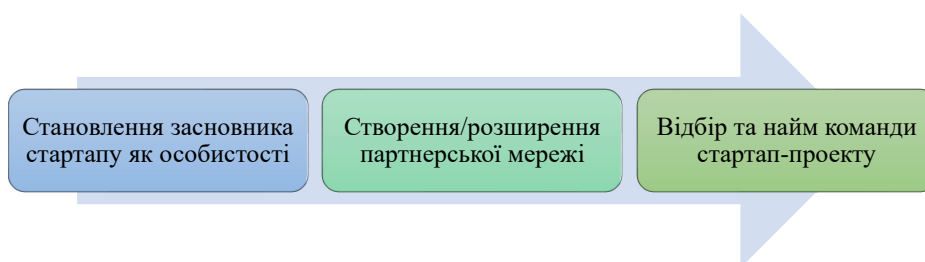 Становлення засновника
стартапу як особистості
Створення/розширення
партнерської мережі
Відбір та найм команди
стартап-проекту